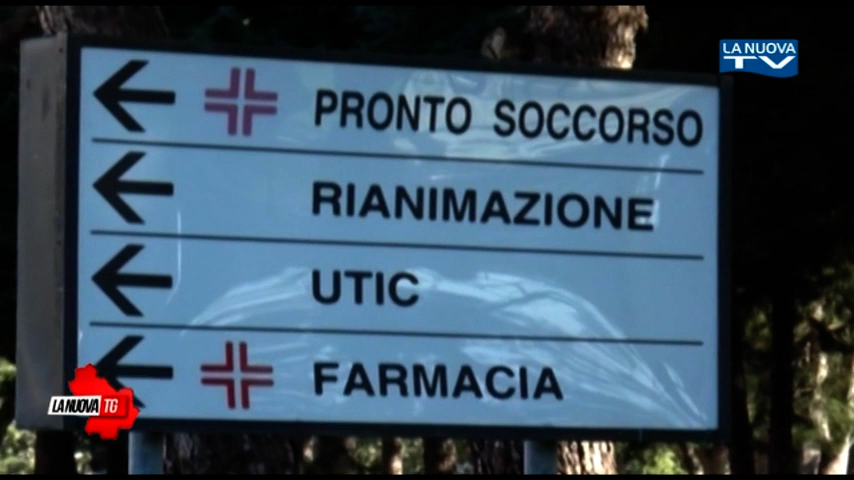 LA NUOVA
TV
PRONTO SOCCORSO
RIANIMAZIONE
UTIC
FARMACIA
LA NUOVA TG